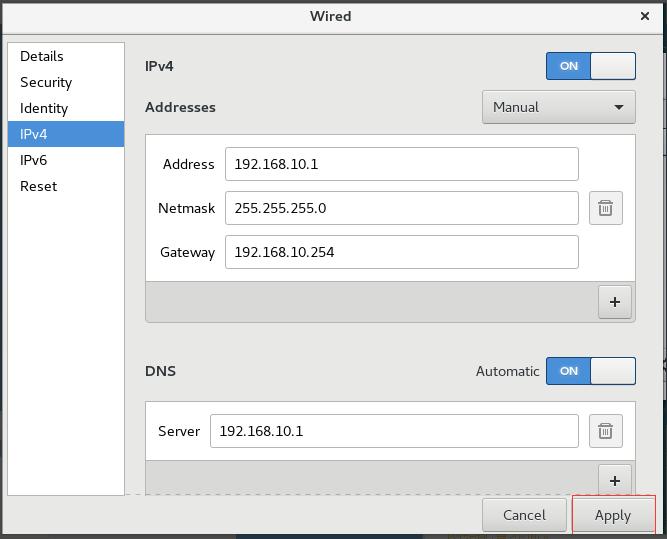 Wired
Details
Security
Identity
IPv4
IPv6
Reset
IPv4 ON
Addresses Manual
Address 192.168.10.1
Netmask 255.255.255.0
Gateway 192.168.10.254
+
DNS Automatic ON
Server 192.168.10.1
+
Cancel Apply